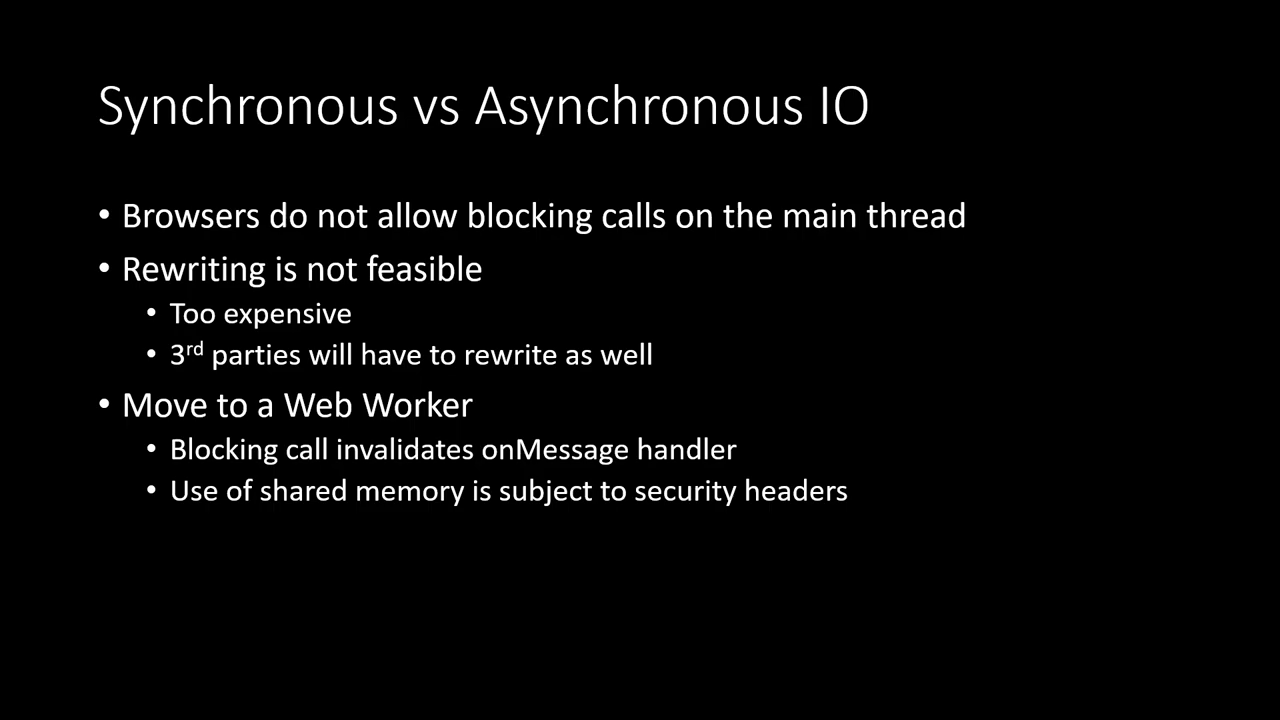 Synchronous vs Asynchronous IO
• Browsers do not allow blocking calls on the main thread
• Rewriting is not feasible
• Too expensive
• 3rd parties will have to rewrite as well
• Move to a Web Worker
• Blocking call invalidates onMessage handler
• Use of shared memory is subject to security headers